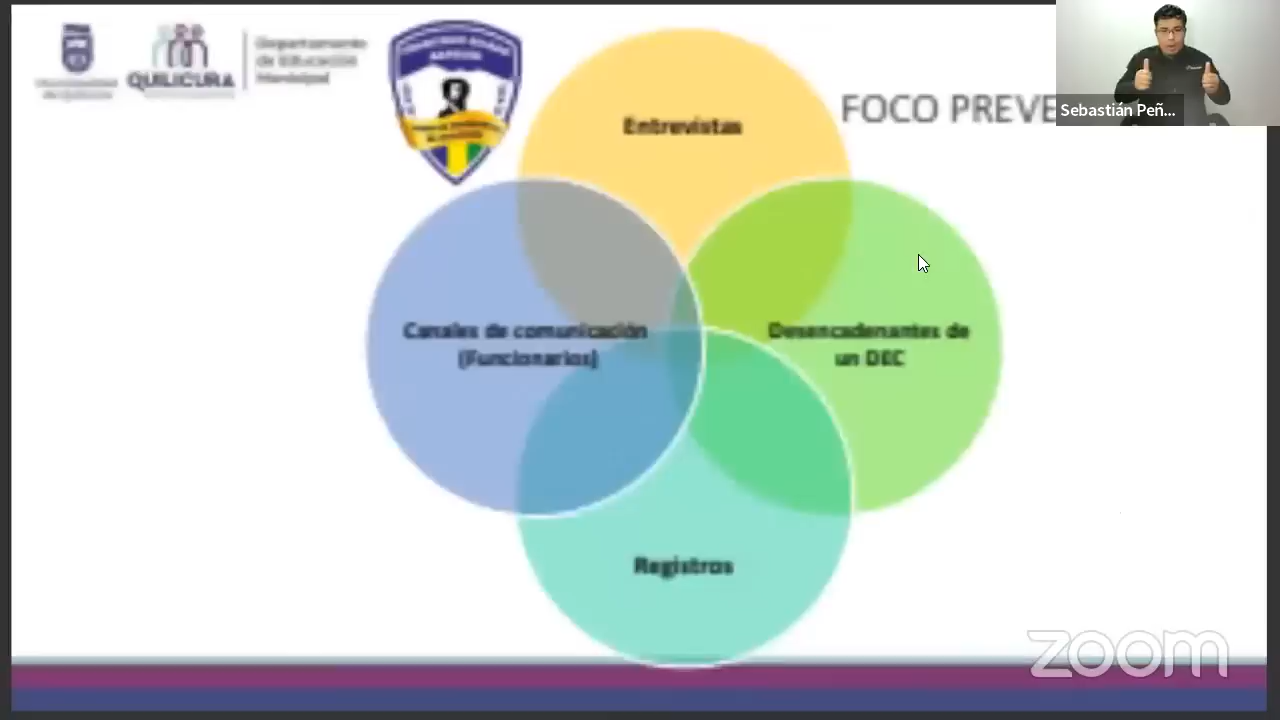 QUILICURA
Departamento
de Educación
Municipal
FOCO PREVE
Sebastián Peñ...
Entrevistas
Canales de comunicación
(Funcionarios)
Desencadenantes de
un DEC
Registros
zoom